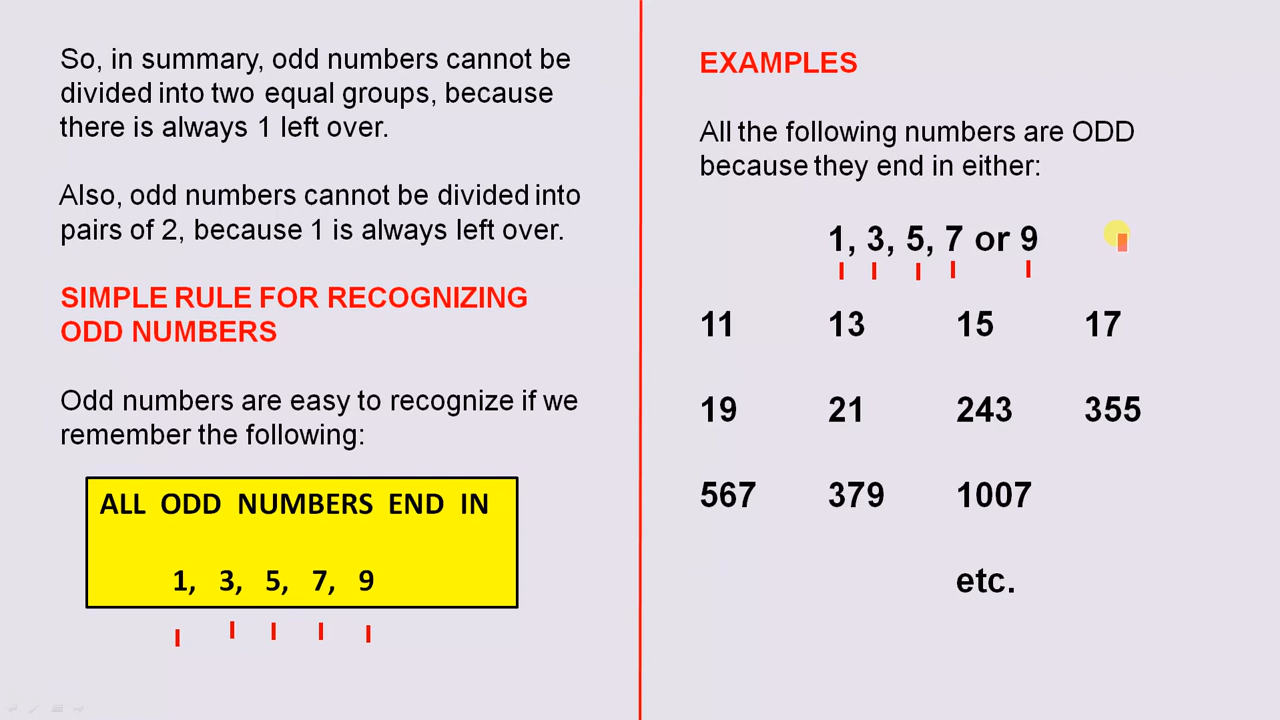 So, in summary, odd numbers cannot be
divided into two equal groups, because
there is always 1 left over.
Also, odd numbers cannot be divided into
pairs of 2, because 1 is always left over.
SIMPLE RULE FOR RECOGNIZING
ODD NUMBERS
Odd numbers are easy to recognize if we
remember the following:
ALL ODD NUMBERS END IN
1, 3, 5, 7, 9
EXAMPLES
All the following numbers are ODD
because they end in either:
1, 3, 5, 7 or 9
11 13 15 17
19 21 243 355
567 379 1007
etc.